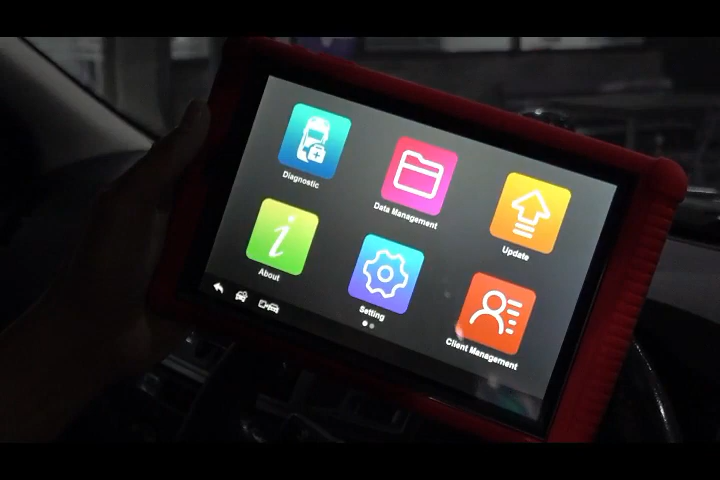 Diagnostic
Data Management
Update
About
Setting
Client Management